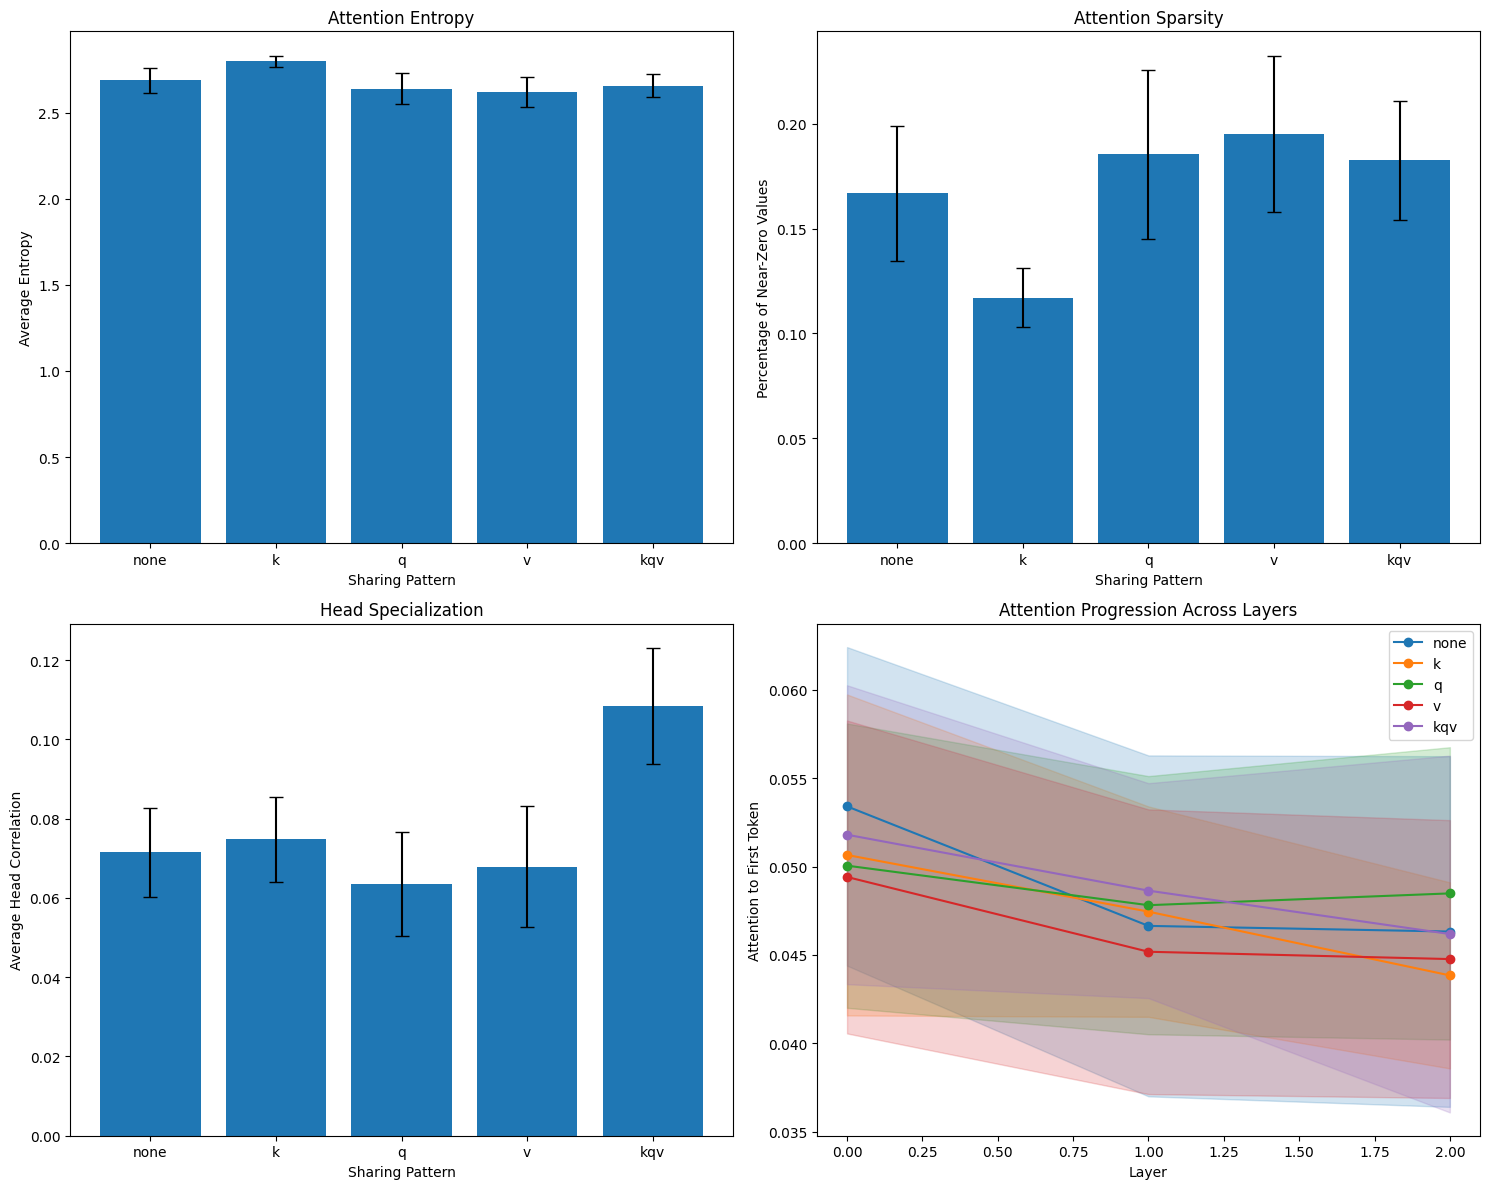 Attention Entropy
Average Entropy
2.5
2.0
1.5
1.0
0.5
0.0
none k q v kqv
Sharing Pattern
Attention Sparsity
Percentage of Near-Zero Values
0.20
0.15
0.10
0.05
0.00
none k q v kqv
Sharing Pattern
Head Specialization
Average Head Correlation
0.12
0.10
0.08
0.06
0.04
0.02
0.00
none k q v kqv
Sharing Pattern
Attention Progression Across Layers
Attention to First Token
none
k
q
v
kqv
0.060
0.055
0.050
0.045
0.040
0.035
0.00 0.25 0.50 0.75 1.00 1.25 1.50 1.75 2.00
Layer